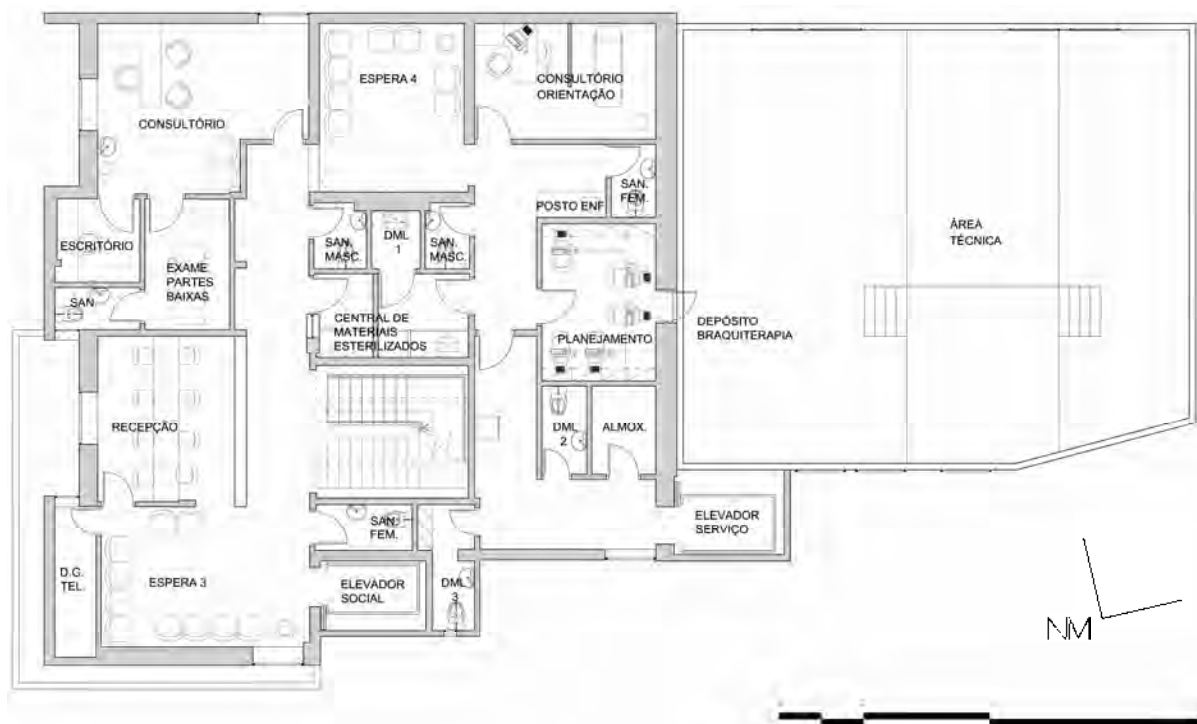 ESPERA 4
CONSULTÓRIO
ORIENTAÇÃO
CONSULTÓRIO
SAN.
FEM.
POSTO ENF
ÁREA
TÉCNICA
ESCRITÓRIO
EXAME
PARTES
BAIXAS
SAN.
MASC.
DML
1
SAN.
MASC.
SAN
CENTRAL DE
MATERIAIS
ESTERILIZADOS
PLANEJAMENTO
DEPÓSITO
BRAQUITERAPIA
RECEPÇÃO
DML
2
ALMOX.
SAN.
FEM.
ELEVADOR
SERVIÇO
D.G.
TEL.
ESPERA 3
ELEVADOR
SOCIAL
DML
3
NM